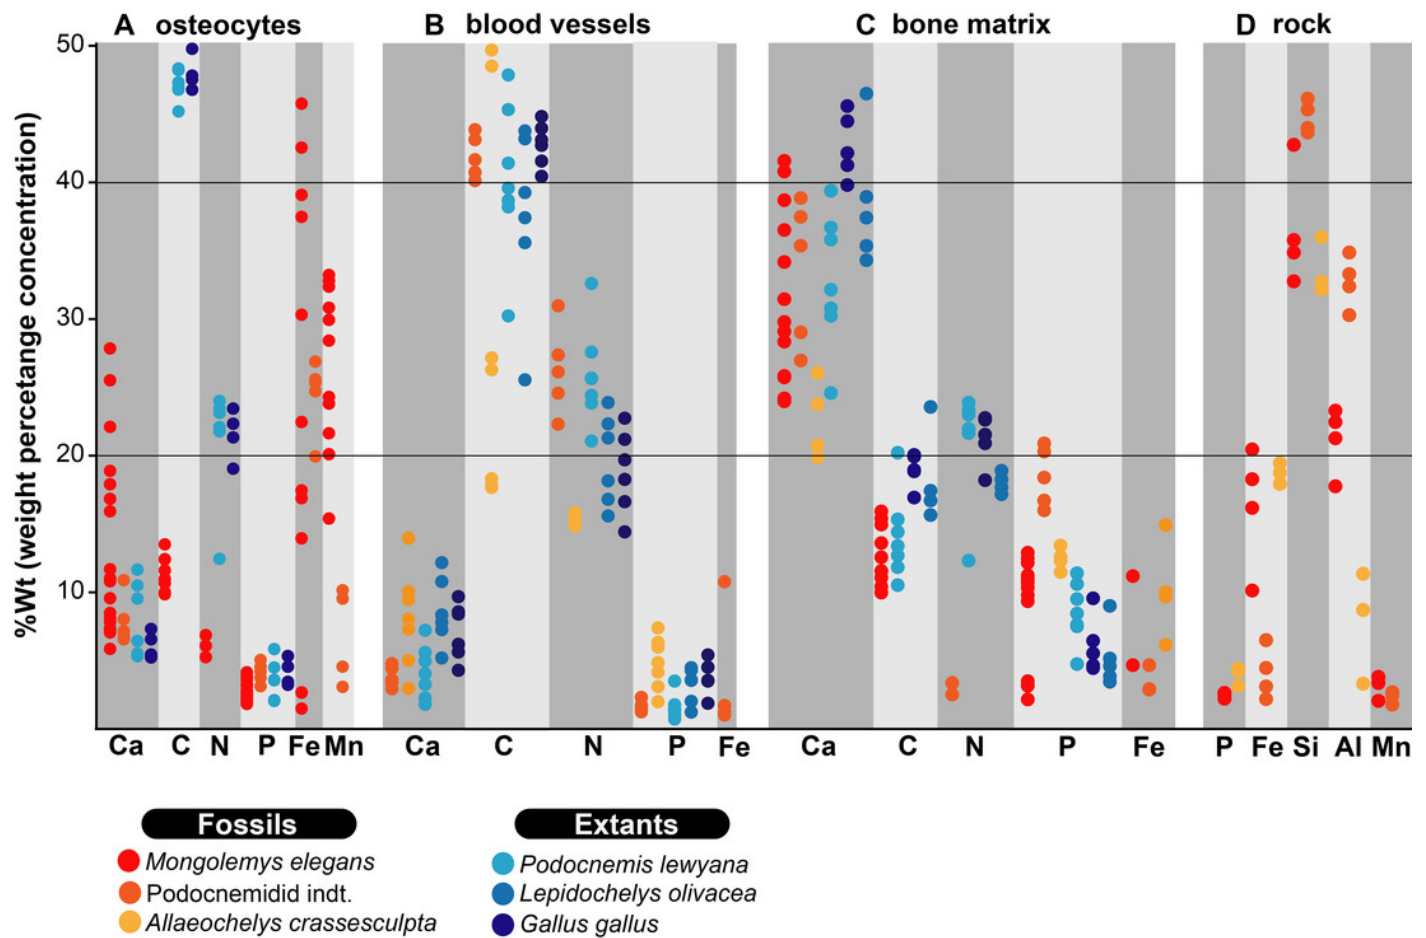 A osteocytes B blood vessels C bone matrix D rock
50
40
30
20
10
%Wt (weight percetange concentration)
Ca C N P Fe Mn Ca C N P Fe Ca C N P Fe P Fe Si Al Mn
Fossils
Mongolemys elegans
Podocnemidid indt.
Allaeochelys crassesculpta
Extants
Podocnemis lewyana
Lepidochelys olivacea
Gallus gallus